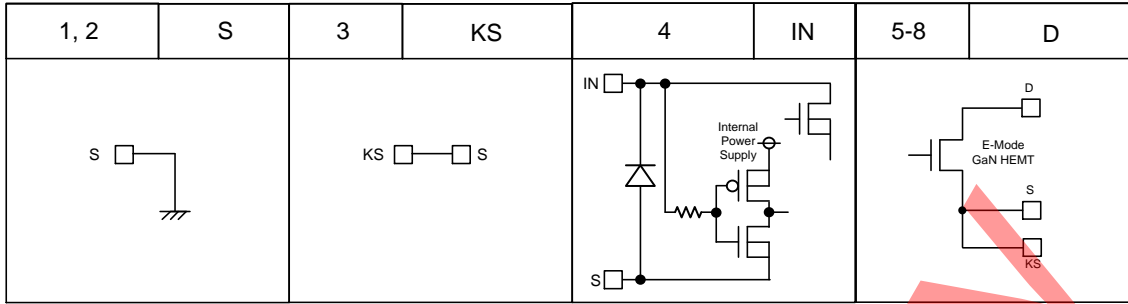 1, 2 S 3 KS 4 IN 5-8 D
S
KS S
IN
Internal
Power
Supply
S
D
E-Mode
GaN HEMT
S
KS